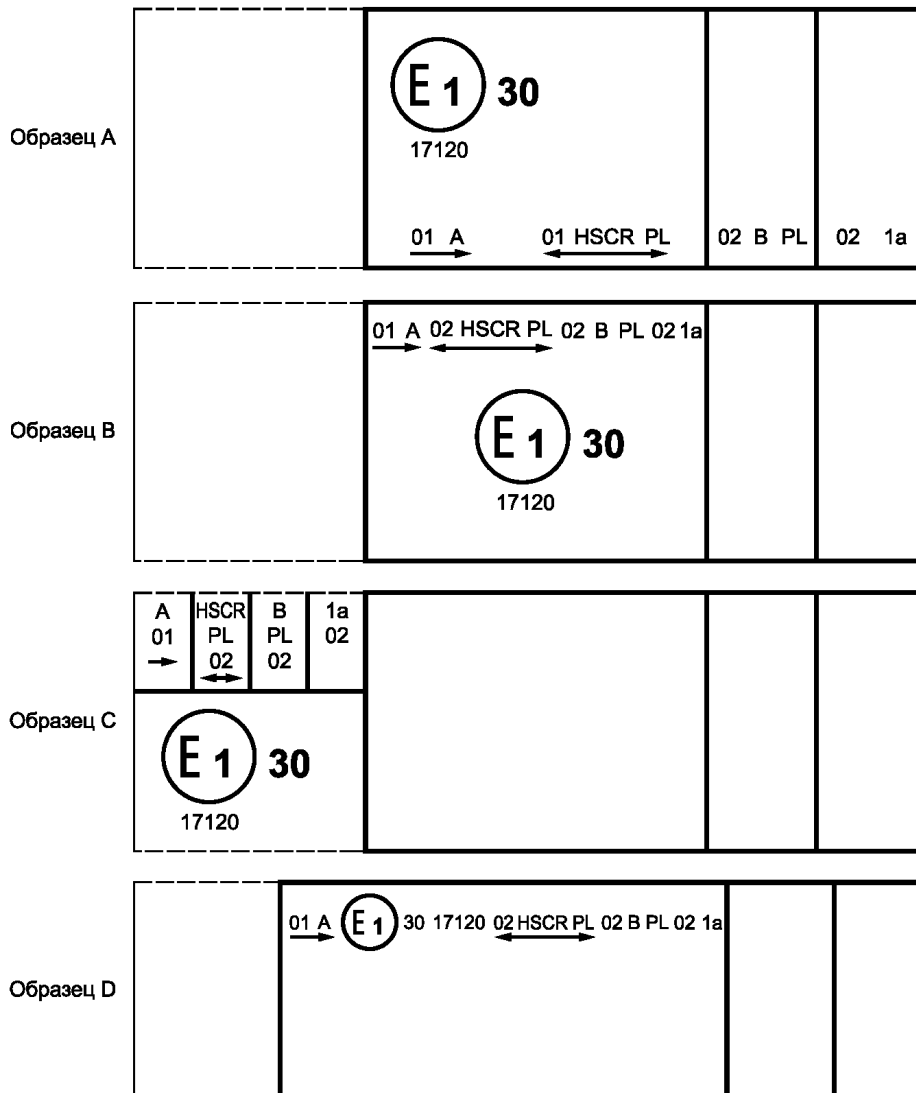 Образец A
E 1 30
17120
01 A 01 HSCR PL 02 B PL 02 1a
Образец B
01 A 02 HSCR PL 02 B PL 02 1a
E 1 30
17120
Образец C
A HSCR B 1a
01 PL PL 02
02 02
E 1 30
17120
Образец D
01 A E 1 30 17120 02 HSCR PL 02 B PL 02 1a